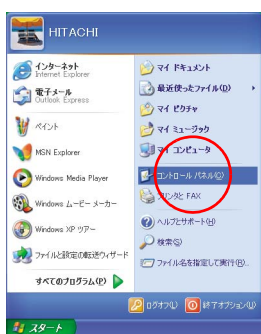 HITACHI
インターネット
Internet Explorer
電子メール
Outlook Express
ペイント
MSN Explorer
Windows Media Player
Windows ムービー メーカー
Windows XP ツアー
ファイルと設定の転送ウィザード
すべてのプログラム(P)
マイ ドキュメント
最近使ったファイル(D)
マイ ピクチャ
マイ ミュージック
マイ コンピュータ
コントロール パネル(C)
プリンタと FAX
ヘルプとサポート(H)
検索(S)
ファイル名を指定して実行(R)...
ログオフ(L)
終了オプション(U)
スタート